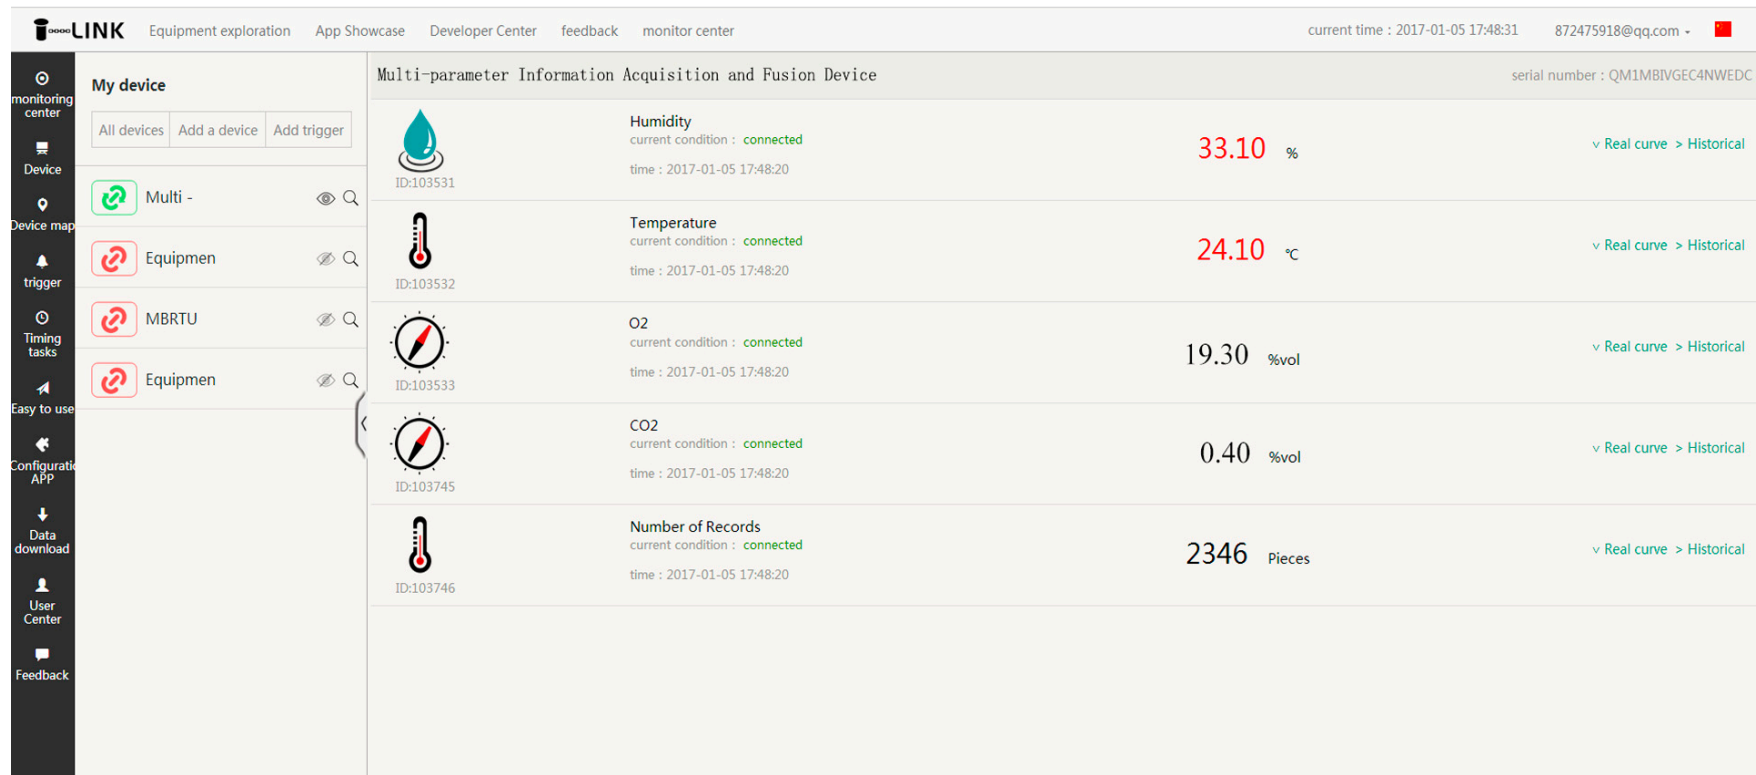 LINK Equipment exploration App Showcase Developer Center feedback monitor center current time : 2017-01-05 17:48:31 872475918@qq.com
monitoring
center
Device
Device map
trigger
Timing
tasks
Easy to use
Configuratic
APP
Data
download
User
Center
Feedback
My device
All devices Add a device Add trigger
Multi -
Equipmen
MBRTU
Equipmen
Multi-parameter Information Acquisition and Fusion Device serial number : QM1MBIVGEC4NWEDC
Humidity
current condition : connected
time : 2017-01-05 17:48:20
ID:103531
33.10 %
v Real curve > Historical
Temperature
current condition : connected
time : 2017-01-05 17:48:20
ID:103532
24.10 ℃
v Real curve > Historical
O2
current condition : connected
time : 2017-01-05 17:48:20
ID:103533
19.30 %vol
v Real curve > Historical
CO2
current condition : connected
time : 2017-01-05 17:48:20
ID:103745
0.40 %vol
v Real curve > Historical
Number of Records
current condition : connected
time : 2017-01-05 17:48:20
ID:103746
2346 Pieces
v Real curve > Historical